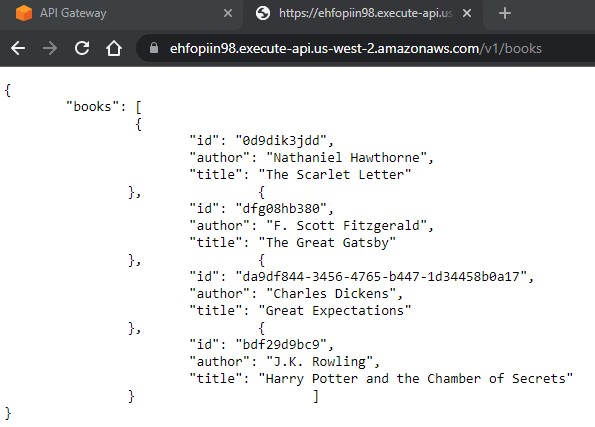 API Gateway
https://ehfopiin98.execute-api.us
ehfopiin98.execute-api.us-west-2.amazonaws.com/v1/books
{
"books": [
{
"id": "0d9dik3jdd",
"author": "Nathaniel Hawthorne",
"title": "The Scarlet Letter"
}, {
"id": "dfg08hb380",
"author": "F. Scott Fitzgerald",
"title": "The Great Gatsby"
}, {
"id": "da9df844-3456-4765-b447-1d34458b0a17",
"author": "Charles Dickens",
"title": "Great Expectations"
}, {
"id": "bdf29d9bc9",
"author": "J.K. Rowling",
"title": "Harry Potter and the Chamber of Secrets"
} ]
}